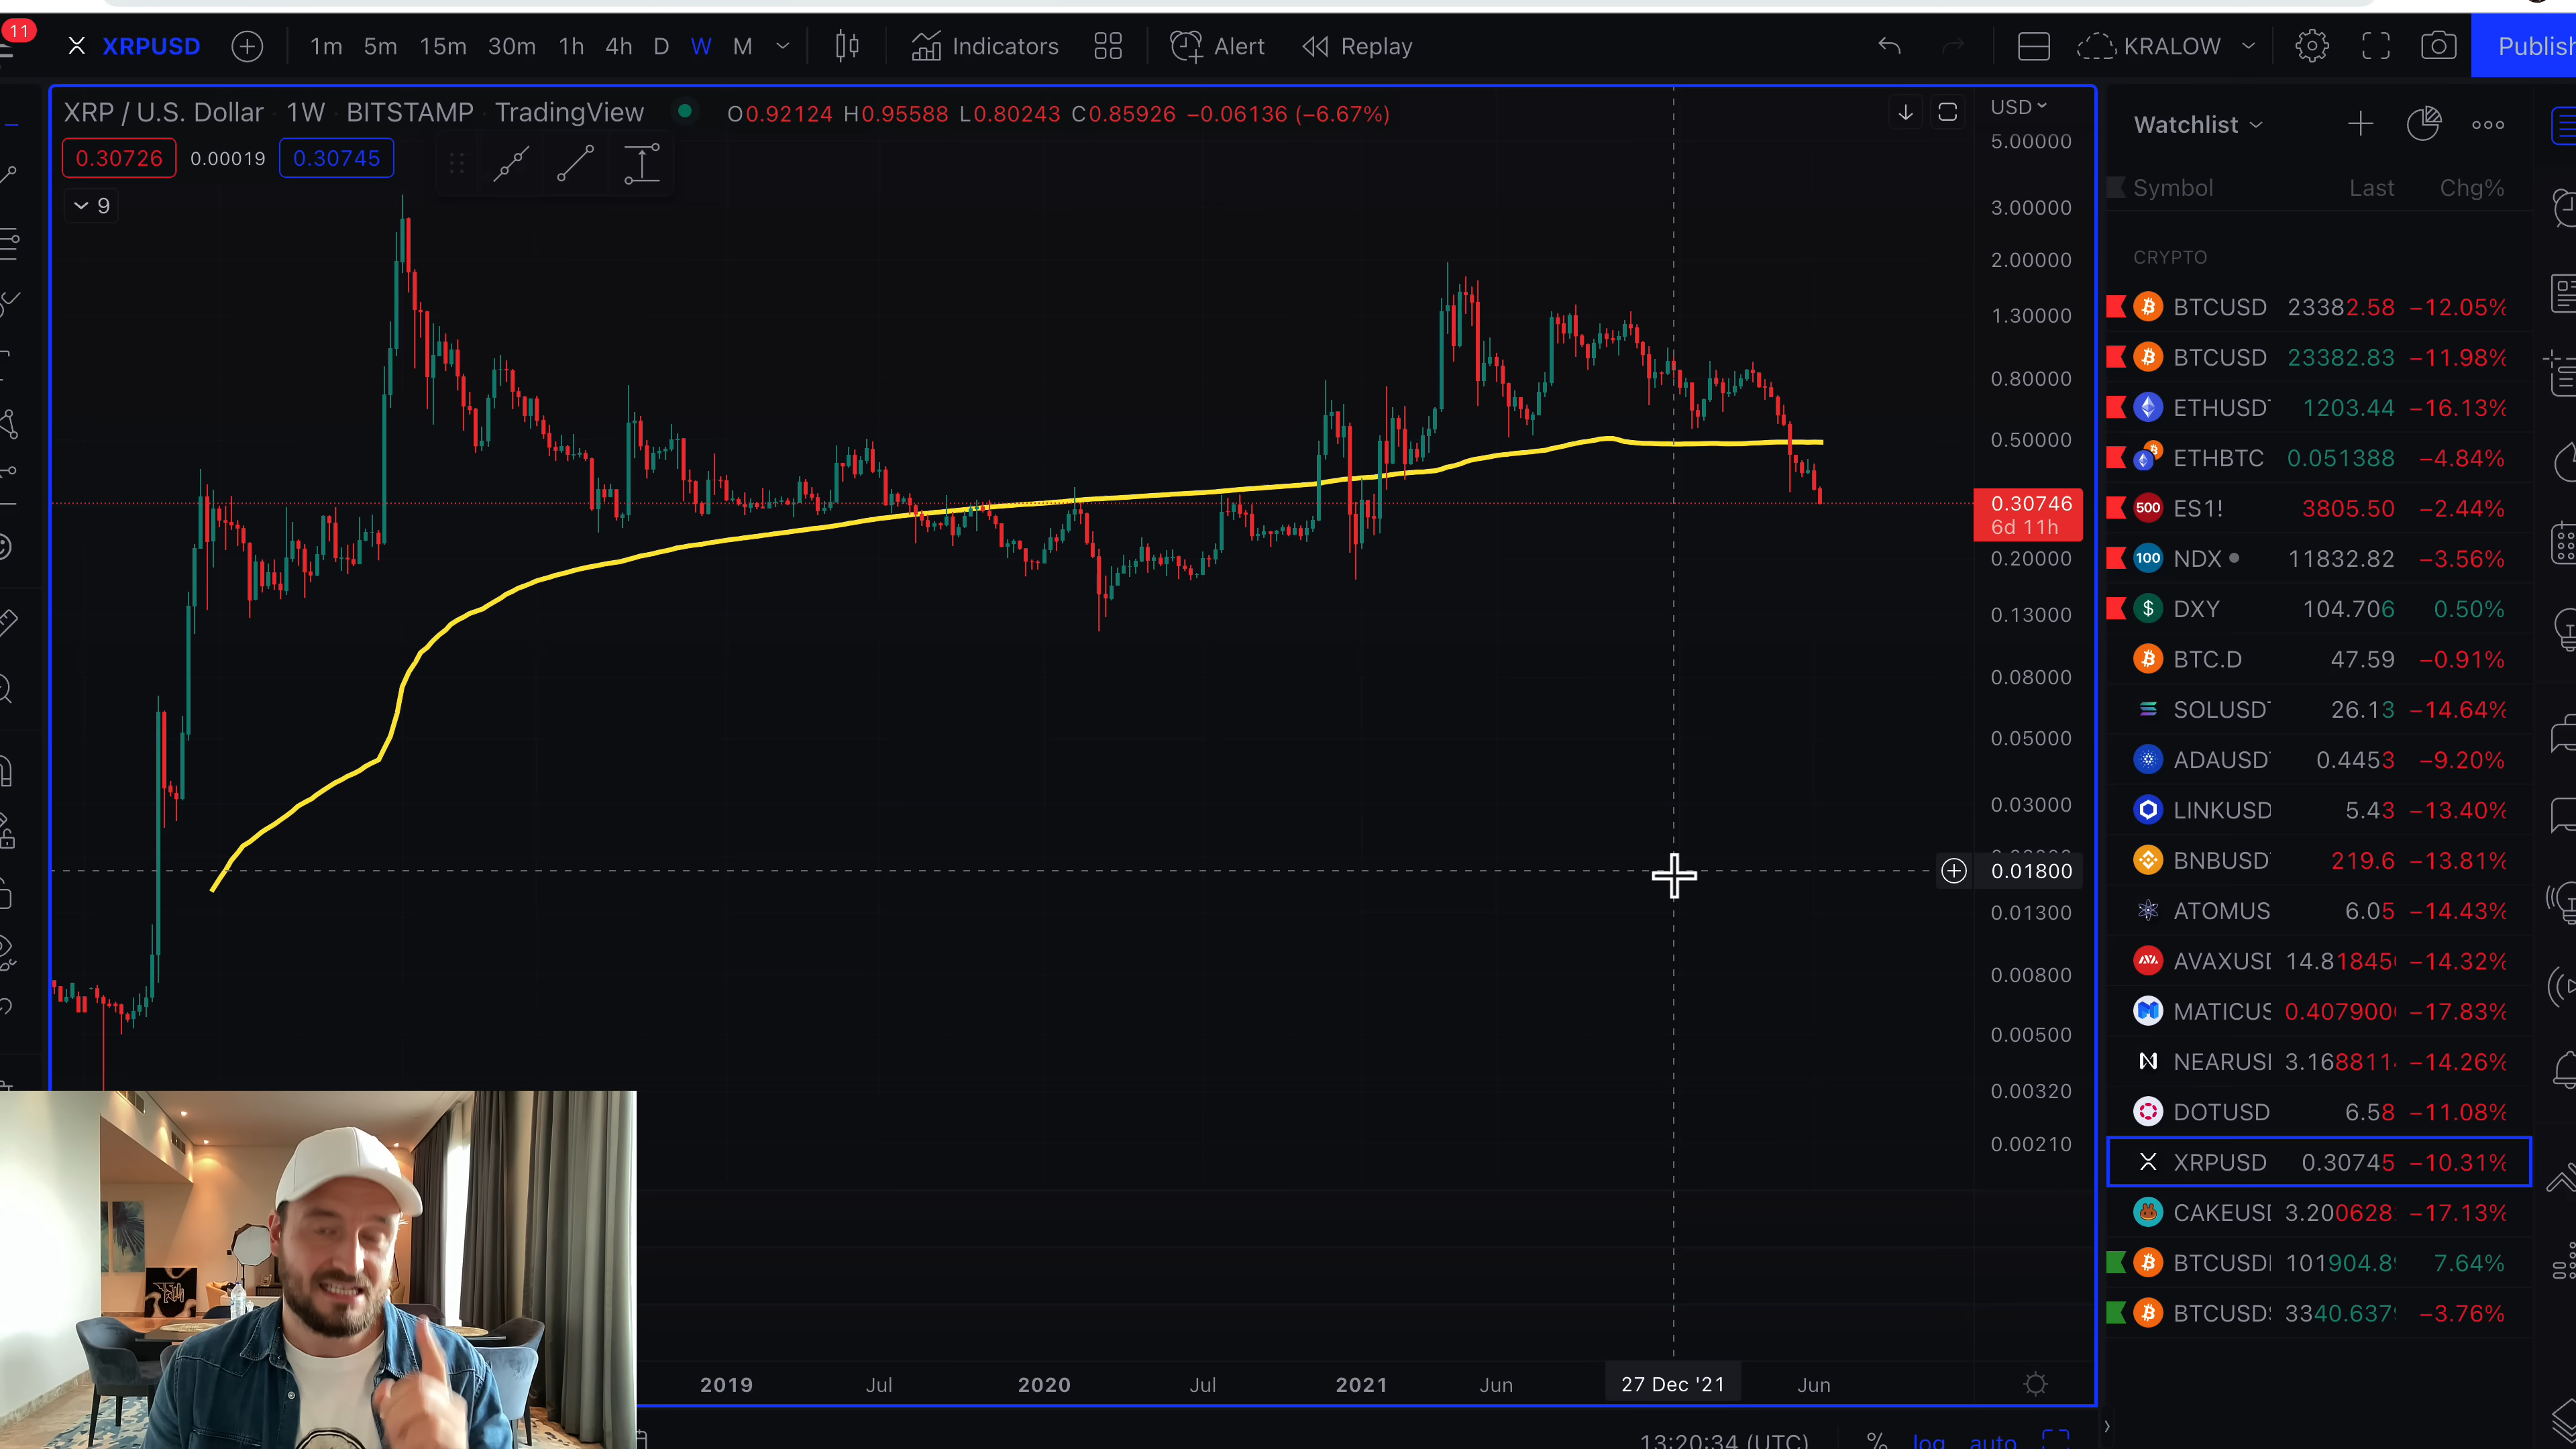 11
XRPUSD 1m 5m 15m 30m 1h 4h D W M Indicators Alert Replay KRALOW Publish
XRP / U.S. Dollar · 1W · BITSTAMP · TradingView O0.92124 H0.95588 L0.80243 C0.85926 −0.06136 (−6.67%) USD
0.30726 0.00019 0.30745
9
5.00000
3.00000
2.00000
1.30000
0.80000
0.50000
0.30746
6d 11h
0.20000
0.13000
0.08000
0.05000
0.03000
0.01800
0.01300
0.00800
0.00500
0.00320
0.00210
2019 Jul 2020 Jul 2021 Jun 27 Dec '21 Jun
13:20:34 (UTC) % log auto
Watchlist
Symbol Last Chg%
CRYPTO
BTCUSD 23382.58 −12.05%
BTCUSD 23382.83 −11.98%
ETHUSDT 1203.44 −16.13%
ETHBTC 0.051388 −4.84%
500 ES1! 3805.50 −2.44%
100 NDX 11832.82 −3.56%
$ DXY 104.706 0.50%
BTC.D 47.59 −0.91%
SOLUSDT 26.13 −14.64%
ADAUSDT 0.4453 −9.20%
LINKUSD 5.43 −13.40%
BNBUSDT 219.6 −13.81%
ATOMUS 6.05 −14.43%
AVAXUSD 14.81845 −14.32%
MATICUS 0.407900 −17.83%
NEARUSD 3.168811 −14.26%
DOTUSD 6.58 −11.08%
XRPUSD 0.30745 −10.31%
CAKEUSD 3.200628 −17.13%
BTCUSD 101904.8 7.64%
BTCUSD 3340.637 −3.76%